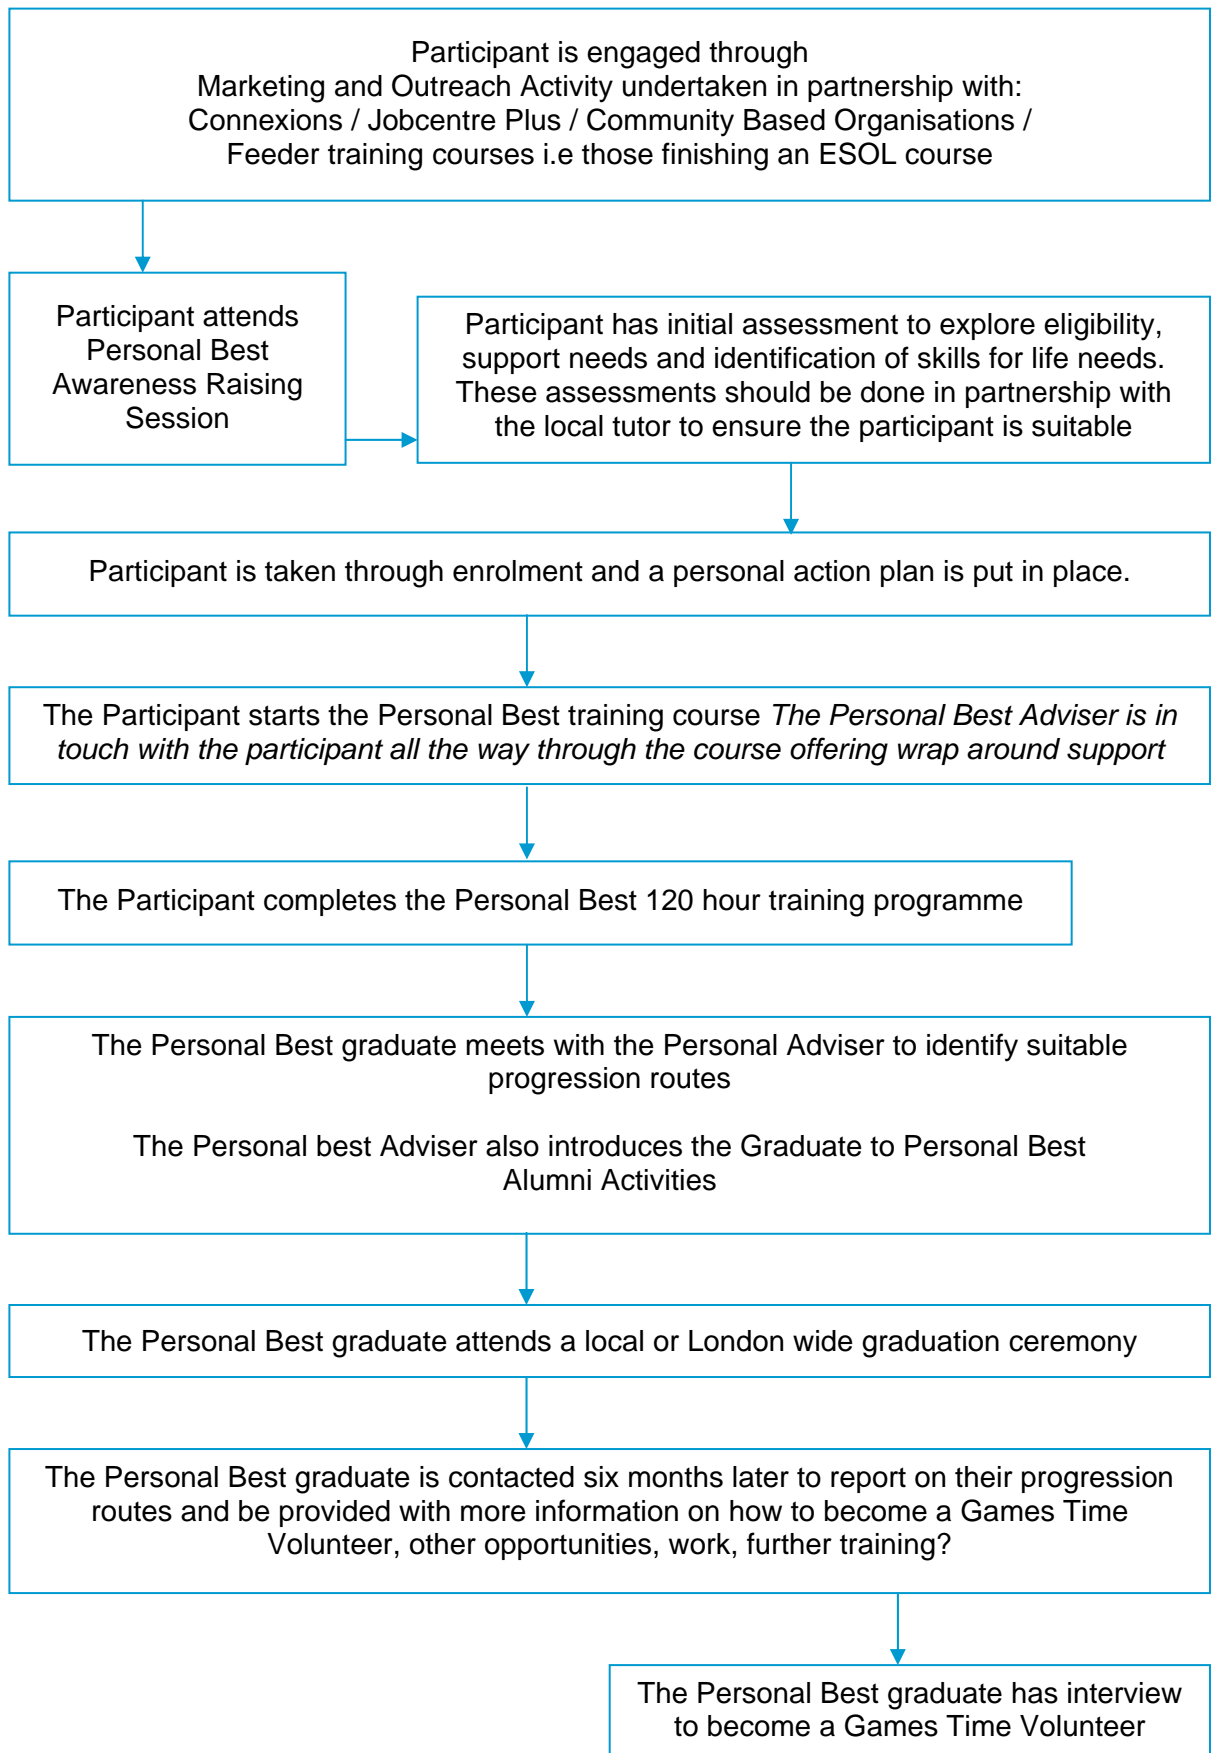 Participant is engaged through
Marketing and Outreach Activity undertaken in partnership with:
Connexions / Jobcentre Plus / Community Based Organisations /
Feeder training courses i.e those finishing an ESOL course
Participant attends
Personal Best
Awareness Raising
Session
Participant has initial assessment to explore eligibility,
support needs and identification of skills for life needs.
These assessments should be done in partnership with
the local tutor to ensure the participant is suitable
Participant is taken through enrolment and a personal action plan is put in place.
The Participant starts the Personal Best training course The Personal Best Adviser is in
touch with the participant all the way through the course offering wrap around support
The Participant completes the Personal Best 120 hour training programme
The Personal Best graduate meets with the Personal Adviser to identify suitable
progression routes
The Personal best Adviser also introduces the Graduate to Personal Best
Alumni Activities
The Personal Best graduate attends a local or London wide graduation ceremony
The Personal Best graduate is contacted six months later to report on their progression
routes and be provided with more information on how to become a Games Time
Volunteer, other opportunities, work, further training?
The Personal Best graduate has interview
to become a Games Time Volunteer